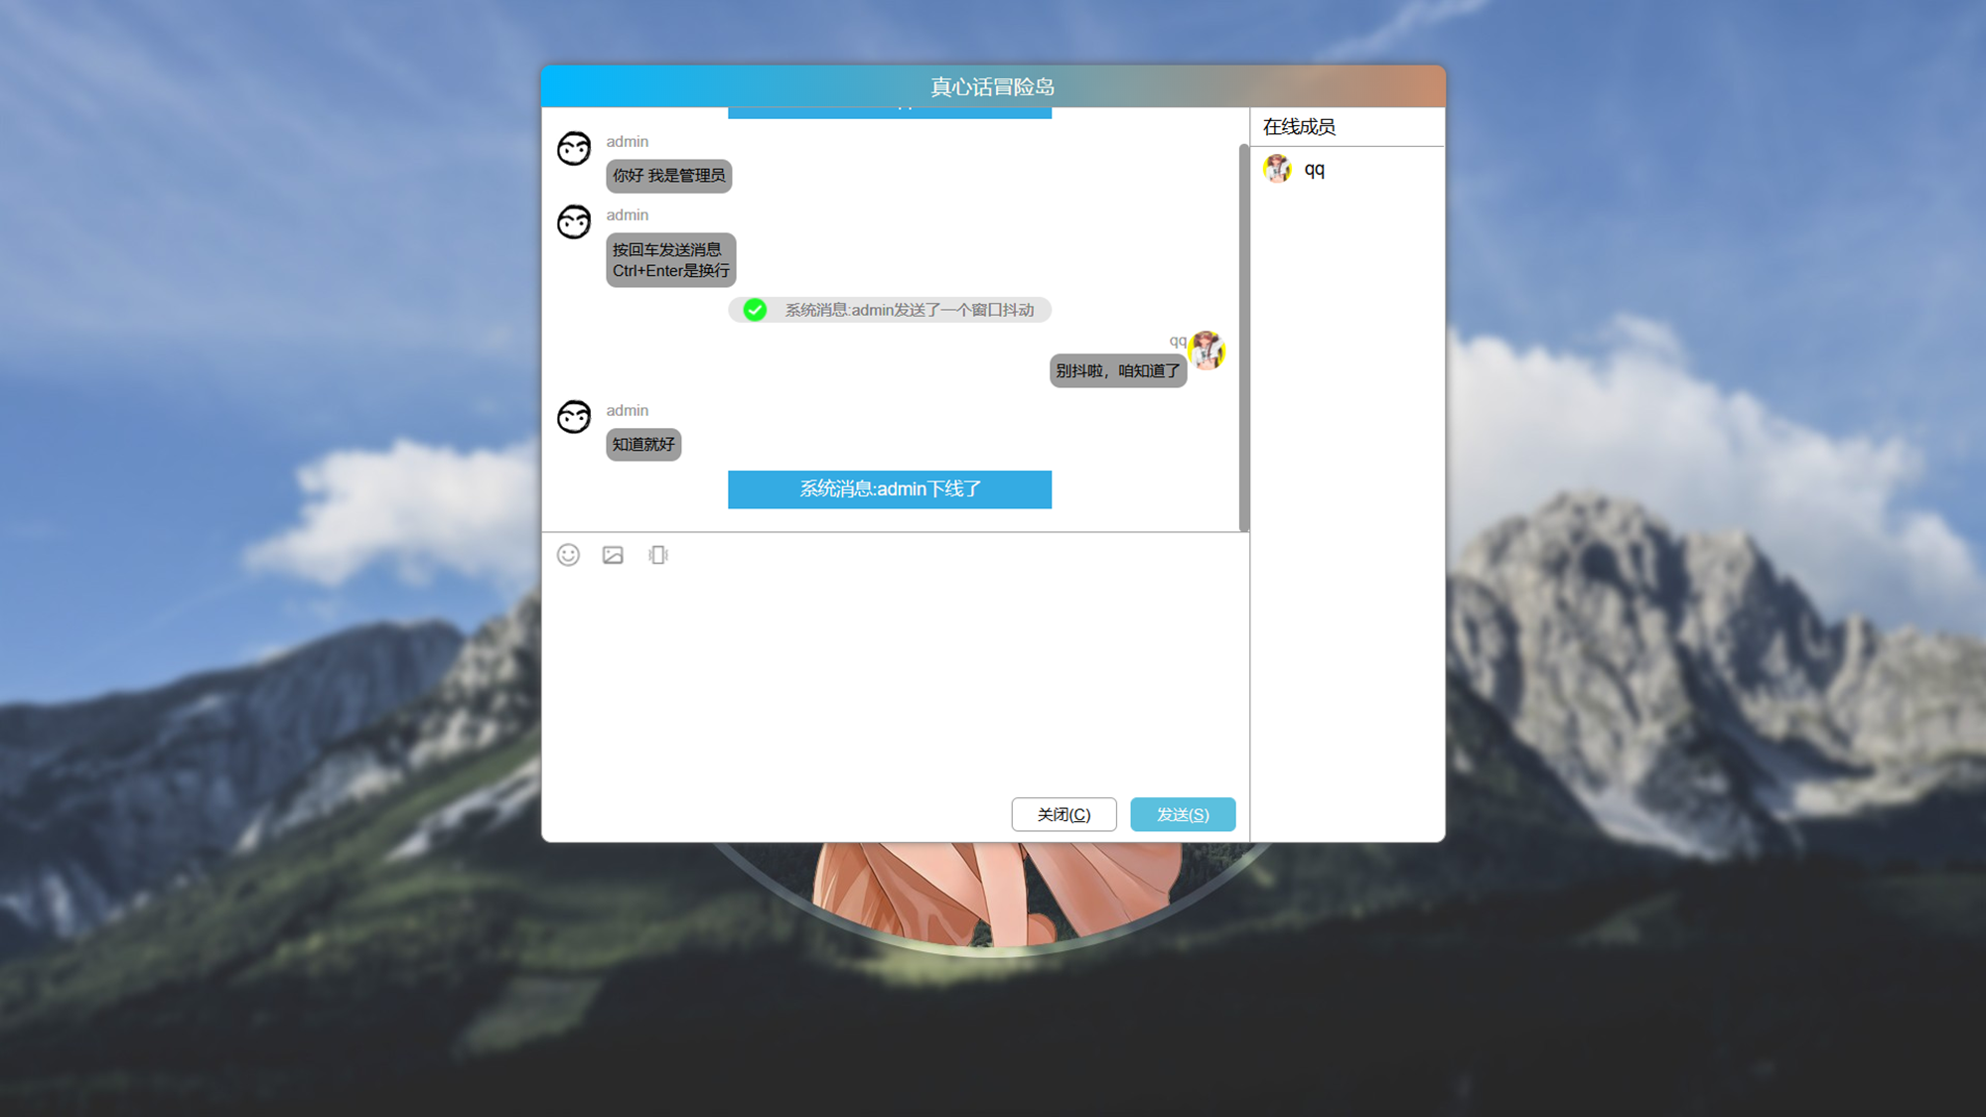 真心话冒险岛
在线成员
qq
admin
你好 我是管理员
admin
按回车发送消息
Ctrl+Enter是换行
系统消息:admin发送了一个窗口抖动
qq
别抖啦，咱知道了
admin
知道就好
系统消息:admin下线了
关闭(C)
发送(S)